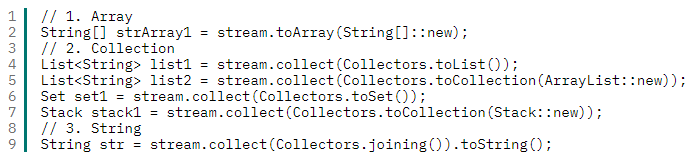 1 // 1. Array
2 String[] strArray1 = stream.toArray(String[]::new);
3 // 2. Collection
4 List<String> list1 = stream.collect(Collectors.toList());
5 List<String> list2 = stream.collect(Collectors.toCollection(ArrayList::new));
6 Set set1 = stream.collect(Collectors.toSet());
7 Stack stack1 = stream.collect(Collectors.toCollection(Stack::new));
8 // 3. String
9 String str = stream.collect(Collectors.joining()).toString();